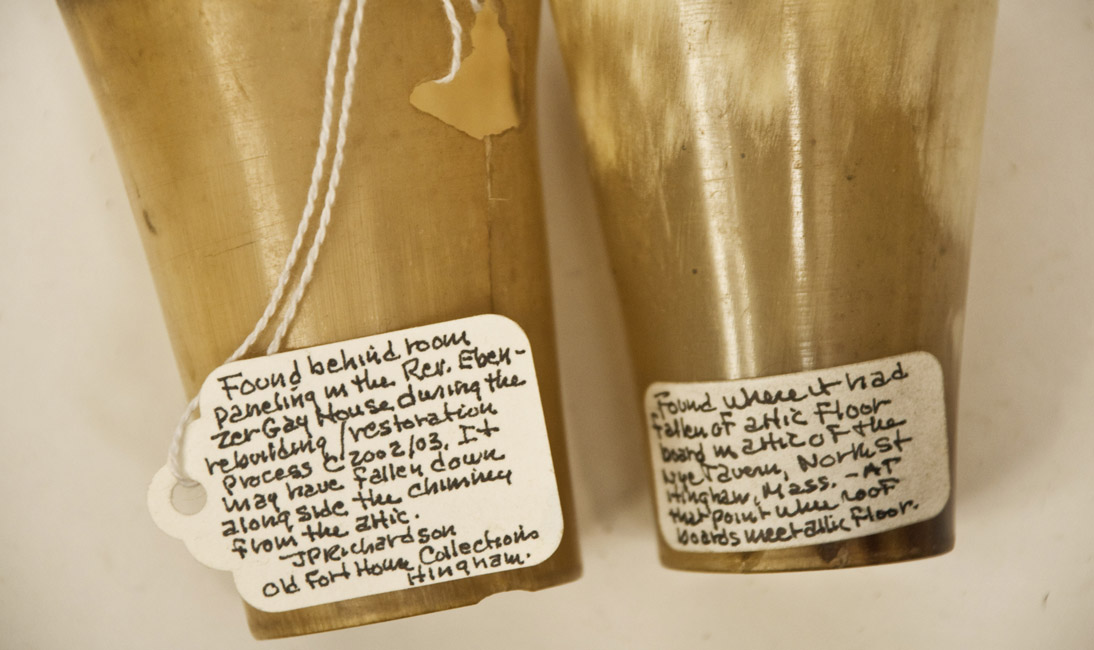 Found behind room
paneling in the Rev. Eben-
zer Gay House during the
rebuilding/restoration
process C 2002/03. It
may have fallen down
along side the chimney
from the attic.
JPRichardson
Old Fort House Collections
Hingham.
Found where it had
fallen of attic floor
board in attic of the
Tavern, North St
Hingham, Mass. - AT
that point where roof
boards meet attic floor.